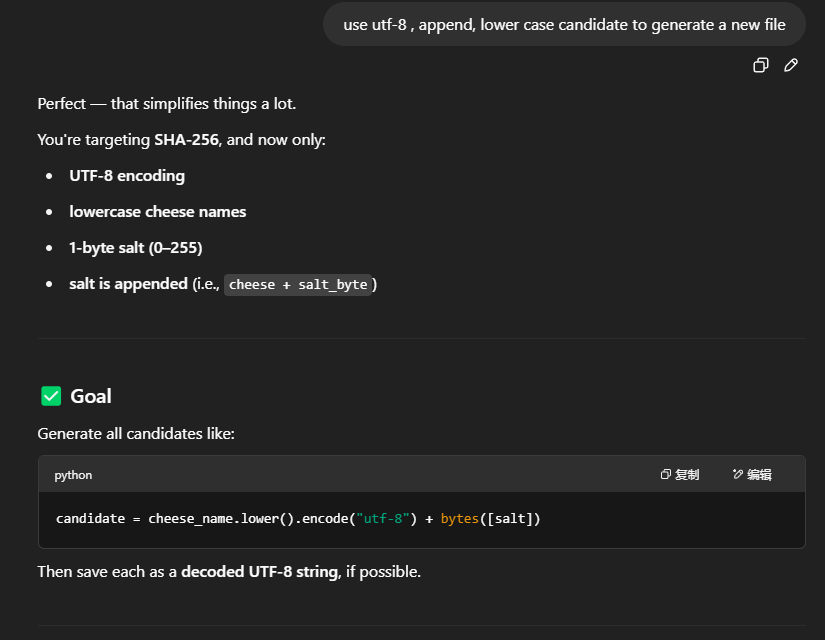 use utf-8 , append, lower case candidate to generate a new file
Perfect — that simplifies things a lot.
You're targeting SHA-256, and now only:
• UTF-8 encoding
• lowercase cheese names
• 1-byte salt (0–255)
• salt is appended (i.e., cheese + salt_byte)
✅ Goal
Generate all candidates like:
python 复制 编辑
candidate = cheese_name.lower().encode("utf-8") + bytes([salt])
Then save each as a decoded UTF-8 string, if possible.